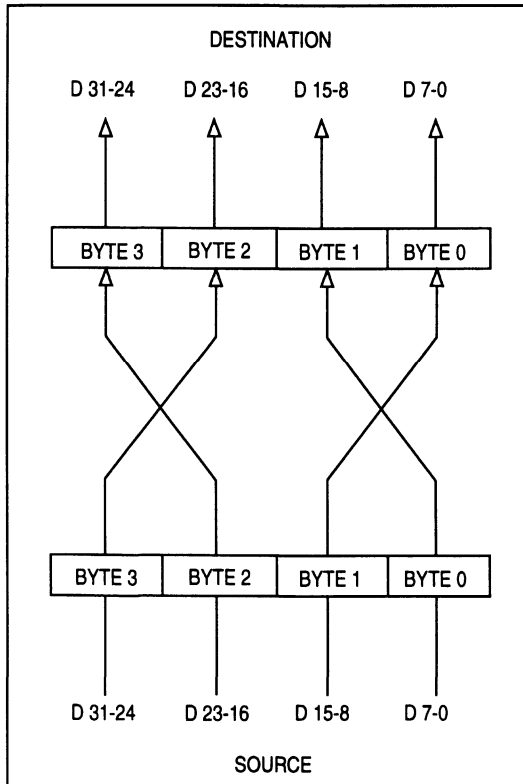 DESTINATION
D 31-24 D 23-16 D 15-8 D 7-0
BYTE 3 BYTE 2 BYTE 1 BYTE 0
BYTE 3 BYTE 2 BYTE 1 BYTE 0
D 31-24 D 23-16 D 15-8 D 7-0
SOURCE